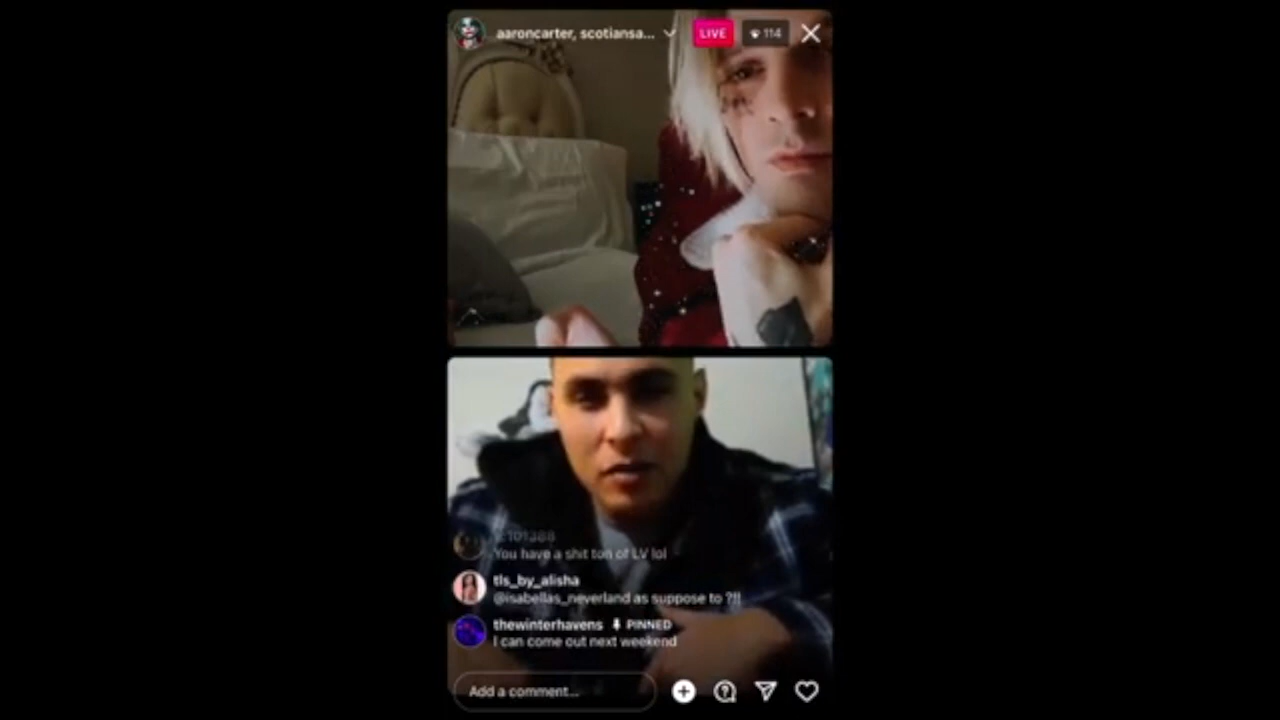 aaroncarter, scotiansa...
LIVE
114
You have a shit ton of LV lol
tls_by_alisha
@isabellas_neverland as suppose to ?!!
thewinterhavens PINNED
I can come out next weekend
Add a comment...